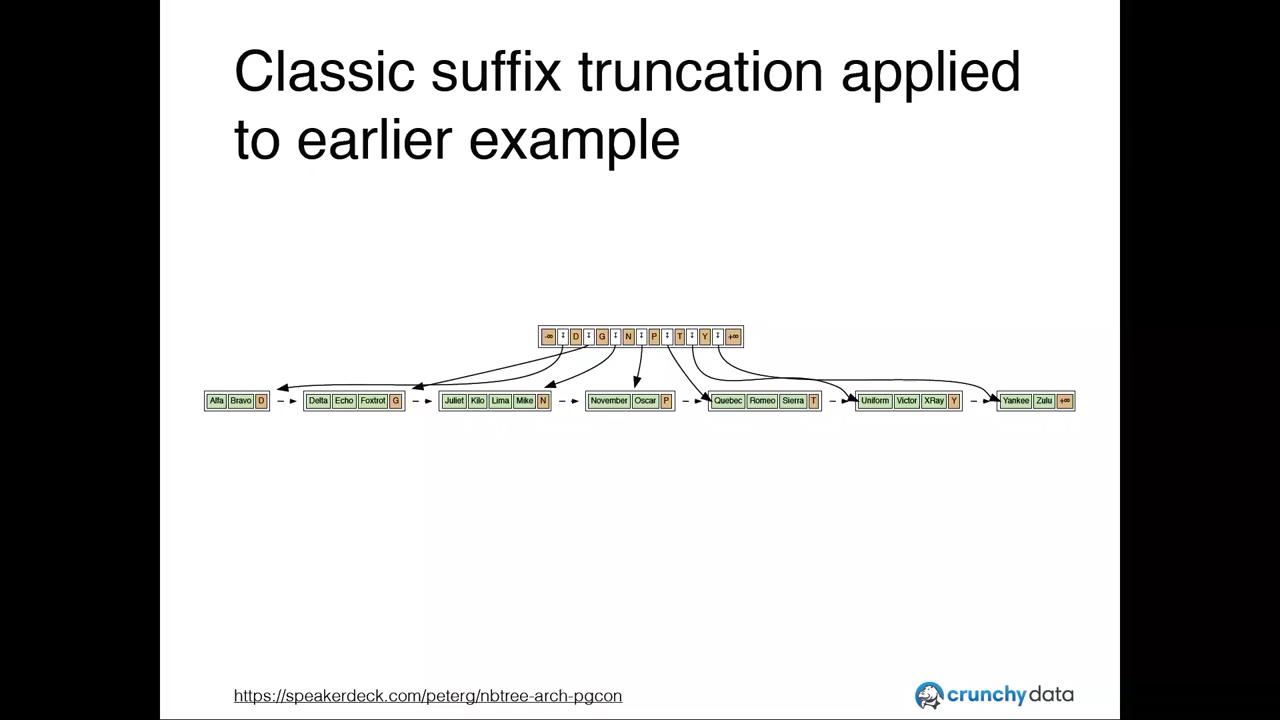 Classic suffix truncation applied
to earlier example
-∞ ↕ D ↕ G ↕ N ↕ P ↕ T ↕ Y ↕ +∞
Alfa Bravo D Delta Echo Foxtrot G Juliet Kilo Lima Mike N November Oscar P Quebec Romeo Sierra T Uniform Victor XRay Y Yankee Zulu +∞
https://speakerdeck.com/peterg/nbtree-arch-pgcon
crunchydata